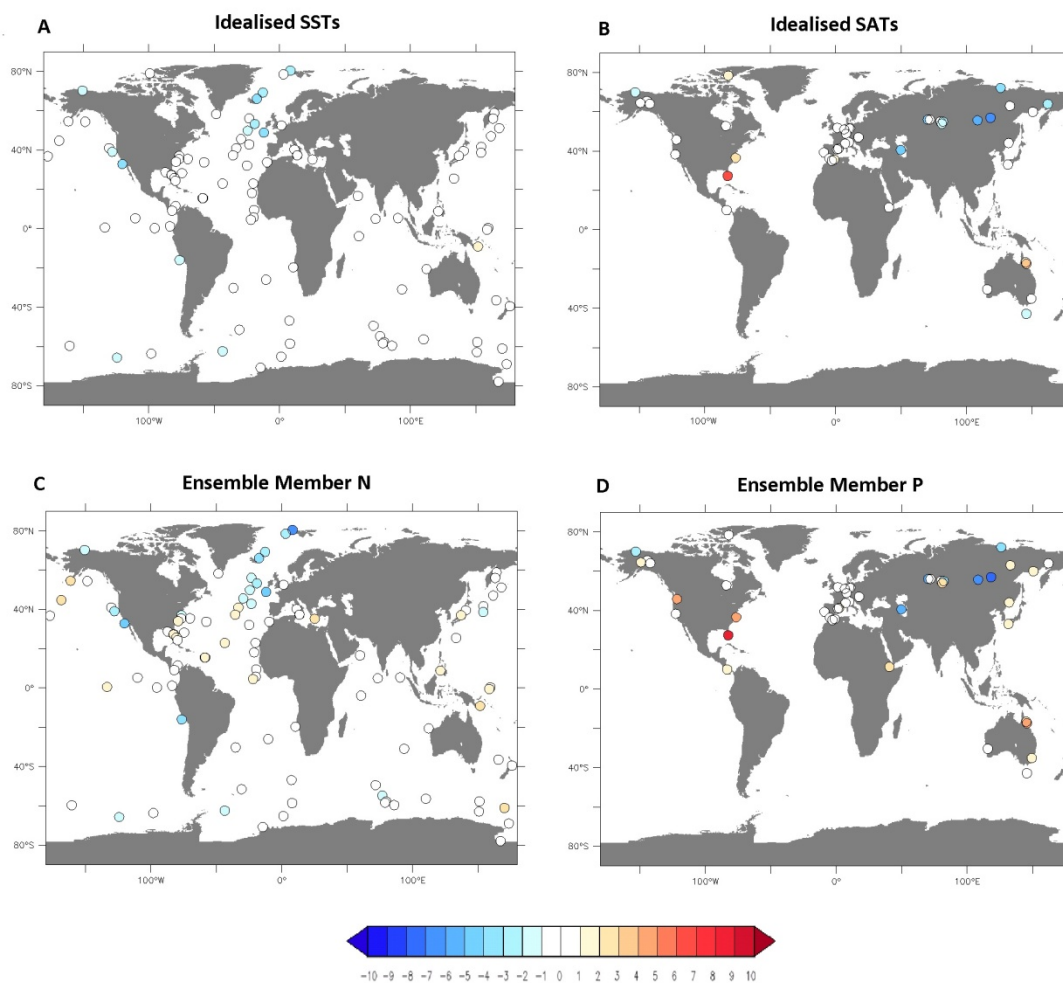 A Idealised SSTs
B Idealised SATs
80°N 80°N
40°N 40°N
0° 0°
40°S 40°S
80°S 80°S
100°W 0° 100°E 100°W 0° 100°E
C Ensemble Member N
D Ensemble Member P
80°N 80°N
40°N 40°N
0° 0°
40°S 40°S
80°S 80°S
100°W 0° 100°E 100°W 0° 100°E
-10 -9 -8 -7 -6 -5 -4 -3 -2 -1 0 1 2 3 4 5 6 7 8 9 10